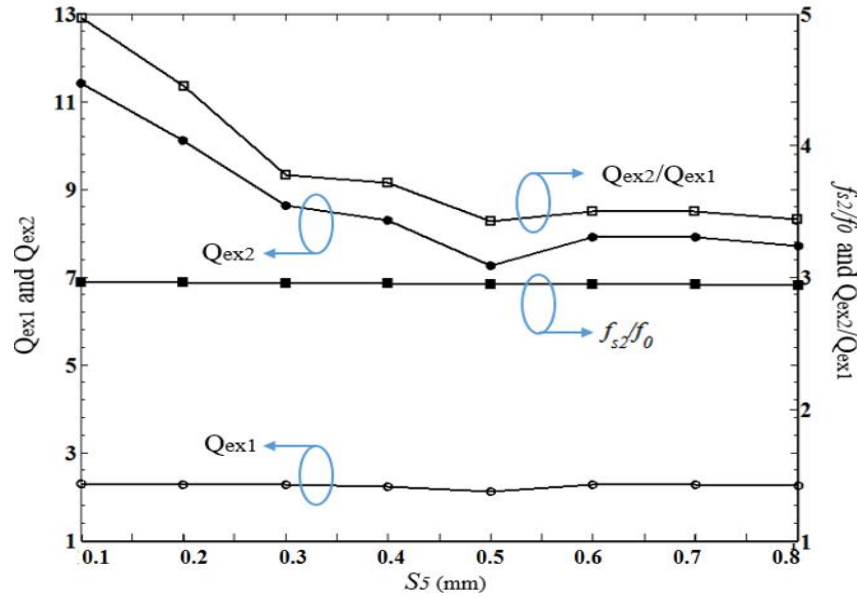 13
11
9
7
5
3
1
Qex1 and Qex2
5
4
3
2
1
fs2/f0 and Qex2/Qex1
Qex2/Qex1
Qex2
fs2/f0
Qex1
0.1 0.2 0.3 0.4 0.5 0.6 0.7 0.8
S5 (mm)